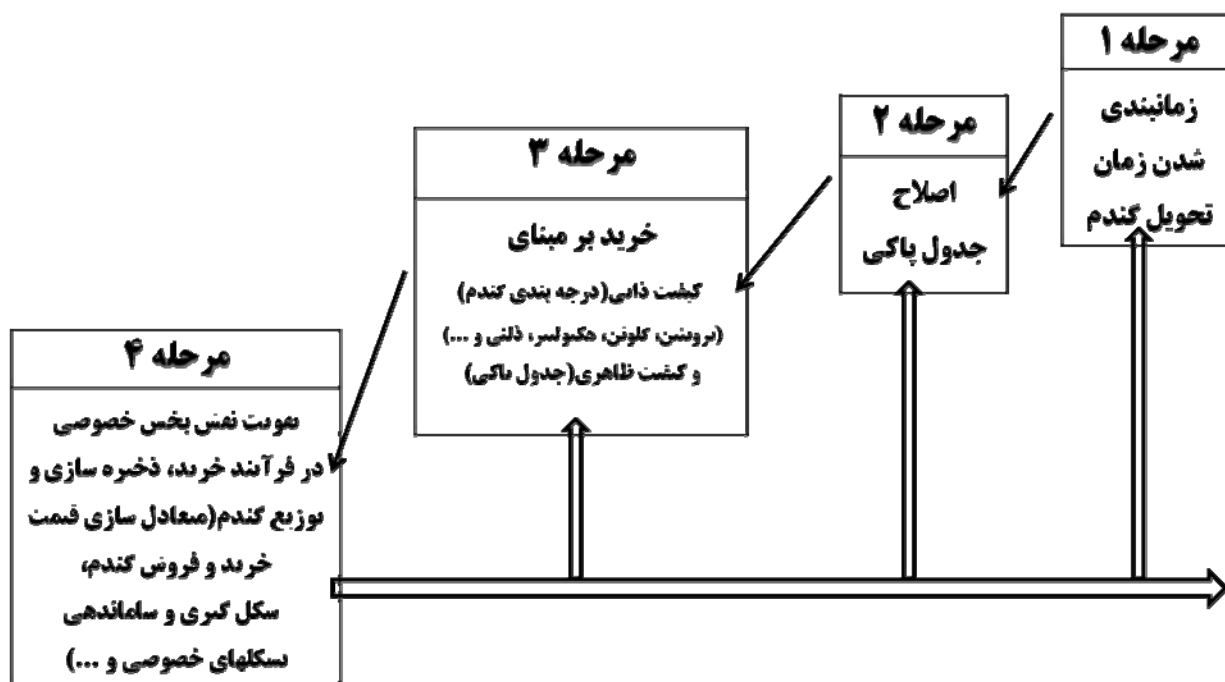 مرحله ۱
زمانبندی
شدن زمان
تحویل گندم
مرحله ۲
اصلاح
جدول پاکی
مرحله ۳
خرید بر مبنای
کیفیت ذاتی(درجه بندی گندم)
(پروتئین، گلوتن، هکتولیتر، زلنی و ...)
و کیفیت ظاهری(جدول پاکی)
مرحله ۴
تقویت نقش بخش خصوصی
در فرآیند خرید، ذخیره سازی و
توزیع گندم(متعادل سازی قیمت
خرید و فروش گندم،
شکل گیری و ساماندهی
تشکلهای خصوصی و ...)